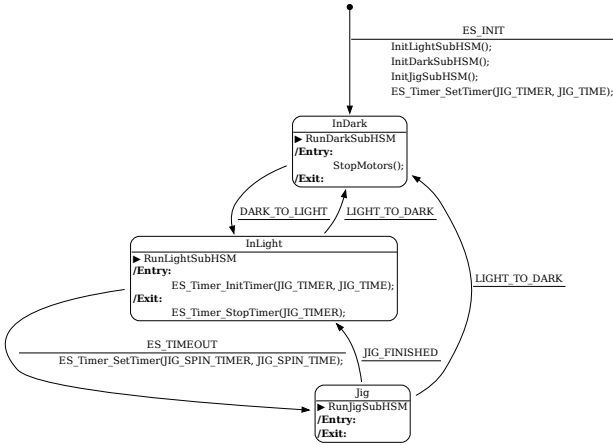 ES_INIT
InitLightSubHSM();
InitDarkSubHSM();
InitJigSubHSM();
ES_Timer_SetTimer(JIG_TIMER, JIG_TIME);
InDark
▶ RunDarkSubHSM
/Entry:
StopMotors();
/Exit:
DARK_TO_LIGHT
LIGHT_TO_DARK
InLight
▶ RunLightSubHSM
/Entry:
ES_Timer_InitTimer(JIG_TIMER, JIG_TIME);
/Exit:
ES_Timer_StopTimer(JIG_TIMER);
LIGHT_TO_DARK
ES_TIMEOUT
ES_Timer_SetTimer(JIG_SPIN_TIMER, JIG_SPIN_TIME);
JIG_FINISHED
Jig
▶ RunJigSubHSM
/Entry:
/Exit: